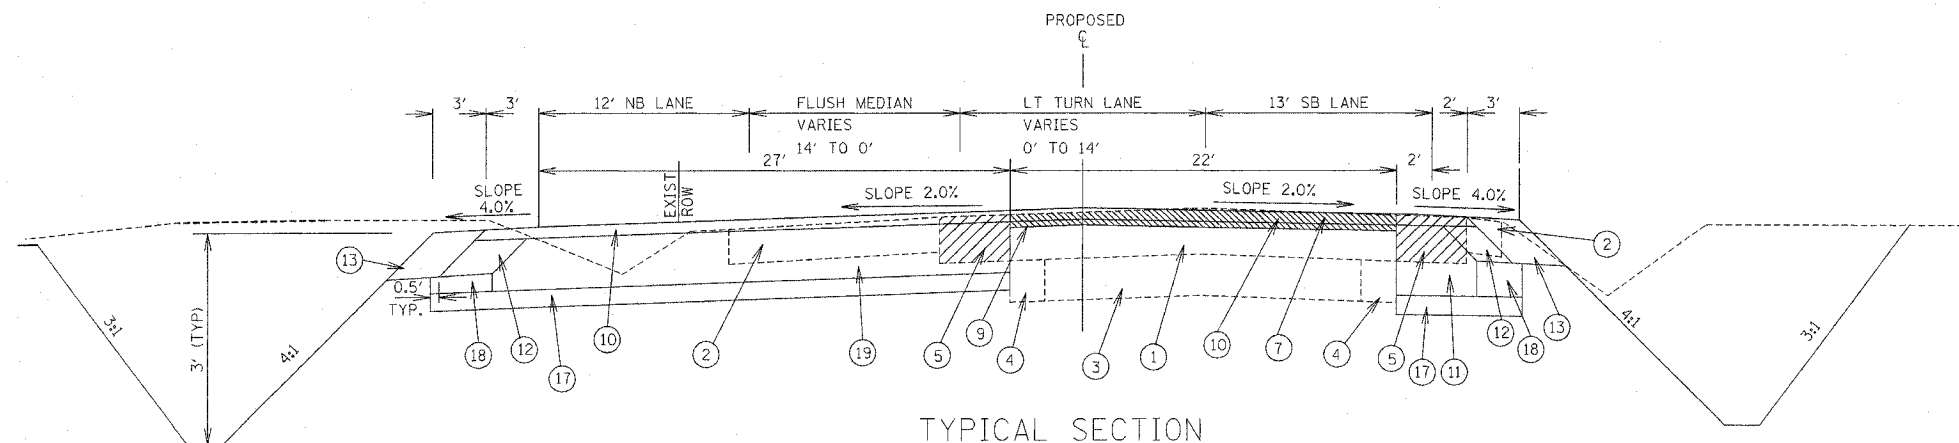 PROPOSED
CL
3' 3' 12' NB LANE FLUSH MEDIAN LT TURN LANE 13' SB LANE 2' 3'
VARIES VARIES
14' TO 0' 0' TO 14'
27' 22' 2'
SLOPE 4.0% EXIST ROW SLOPE 2.0% SLOPE 2.0% SLOPE 4.0%
2
13
0.5'
TYP.
3:1 3' (TYP) 4:1 4:1 3:1
18 12 10 2 19 5 9 4 3 1 10 7 4 5 17 11 12 18 13
17
TYPICAL SECTION